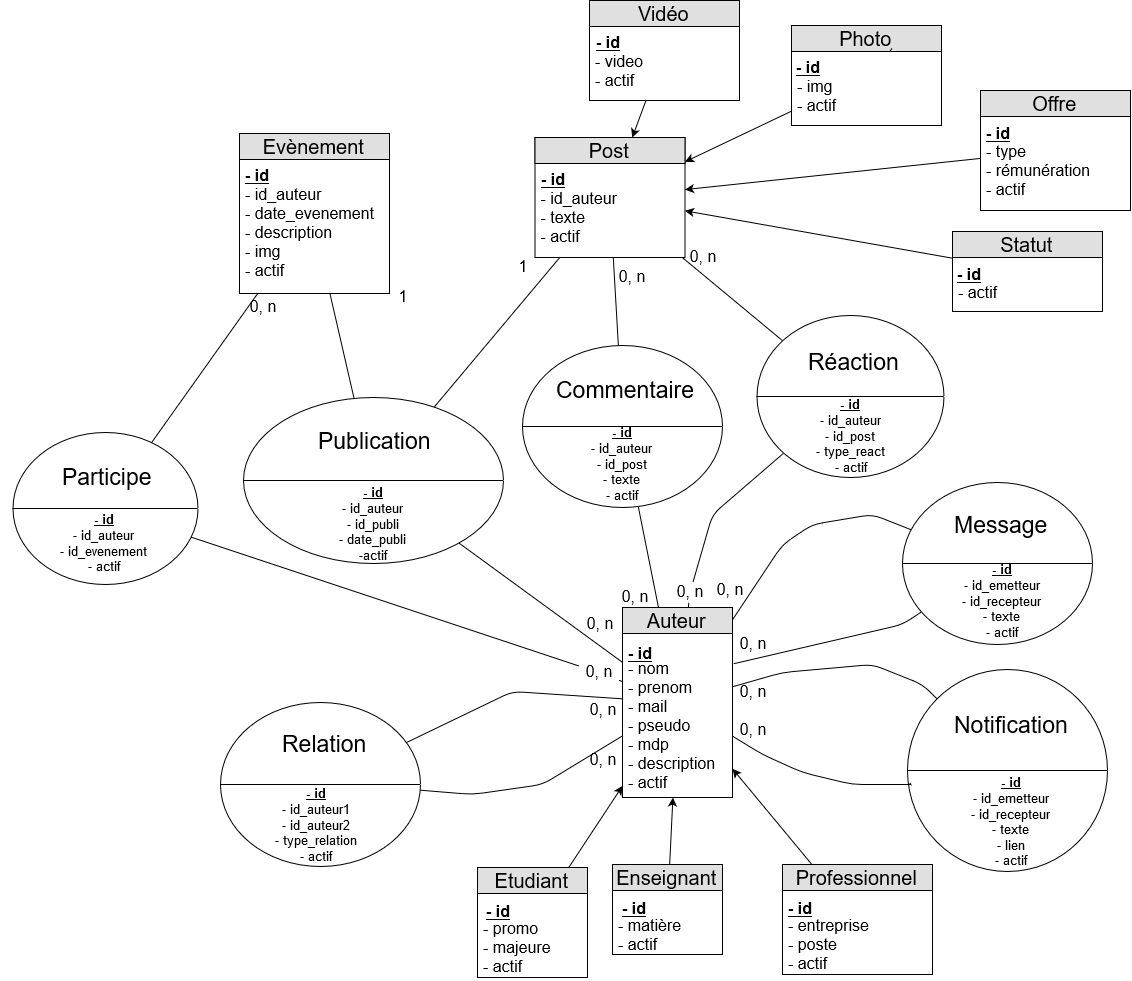 Vidéo
- id
- video
- actif
Photo
- id
- img
- actif
Offre
- id
- type
- rémunération
- actif
Evènement
- id
- id_auteur
- date_evenement
- description
- img
- actif
Post
- id
- id_auteur
- texte
- actif
Statut
- id
- actif
0, n
1
1
0, n
0, n
Participe
- id
- id_auteur
- id_evenement
- actif
Publication
- id
- id_auteur
- id_publi
- date_publi
-actif
Commentaire
- id
- id_auteur
- id_post
- texte
- actif
Réaction
- id
- id_auteur
- id_post
- type_react
- actif
Message
- id
- id_emetteur
- id_recepteur
- texte
- actif
0, n
0, n
0, n
0, n
0, n
0, n
0, n
0, n
0, n
0, n
Auteur
- id
- nom
- prenom
- mail
- pseudo
- mdp
- description
- actif
Relation
- id
- id_auteur1
- id_auteur2
- type_relation
- actif
Notification
- id
- id_emetteur
- id_recepteur
- texte
- lien
- actif
Etudiant
- id
- promo
- majeure
- actif
Enseignant
- id
- matière
- actif
Professionnel
- id
- entreprise
- poste
- actif